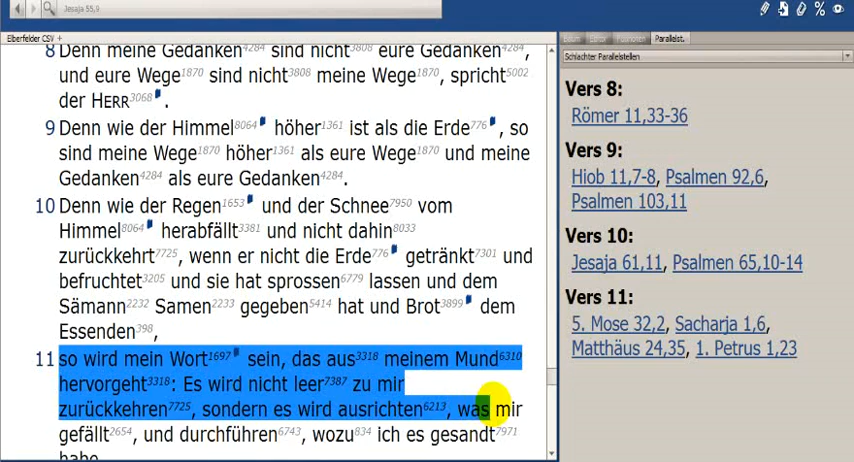 Jesaja 55,9
Elberfelder CSV +
8 Denn meine Gedanken4284 sind nicht3808 eure Gedanken4284,
und eure Wege1870 sind nicht3808 meine Wege1870, spricht5002
der HERR3068.
9 Denn wie der Himmel8064 höher1361 ist als die Erde776, so
sind meine Wege1870 höher1361 als eure Wege1870 und meine
Gedanken4284 als eure Gedanken4284.
10 Denn wie der Regen1653 und der Schnee7950 vom
Himmel8064 herabfällt3381 und nicht dahin8033
zurückkehrt7725, wenn er nicht die Erde776 getränkt7301 und
befruchtet3205 und sie hat sprossen6779 lassen und dem
Sämann2232 Samen2233 gegeben5414 hat und Brot3899 dem
Essenden398,
11 so wird mein Wort1697 sein, das aus3318 meinem Mund6310
hervorgeht3318: Es wird nicht leer7387 zu mir
zurückkehren7725, sondern es wird ausrichten6213, was mir
gefällt2654, und durchführen6743, wozu834 ich es gesandt7971
habe
Parallelst.
Schlachter Parallelstellen
Vers 8:
Römer 11,33-36
Vers 9:
Hiob 11,7-8, Psalmen 92,6,
Psalmen 103,11
Vers 10:
Jesaja 61,11, Psalmen 65,10-14
Vers 11:
5. Mose 32,2, Sacharja 1,6,
Matthäus 24,35, 1. Petrus 1,23